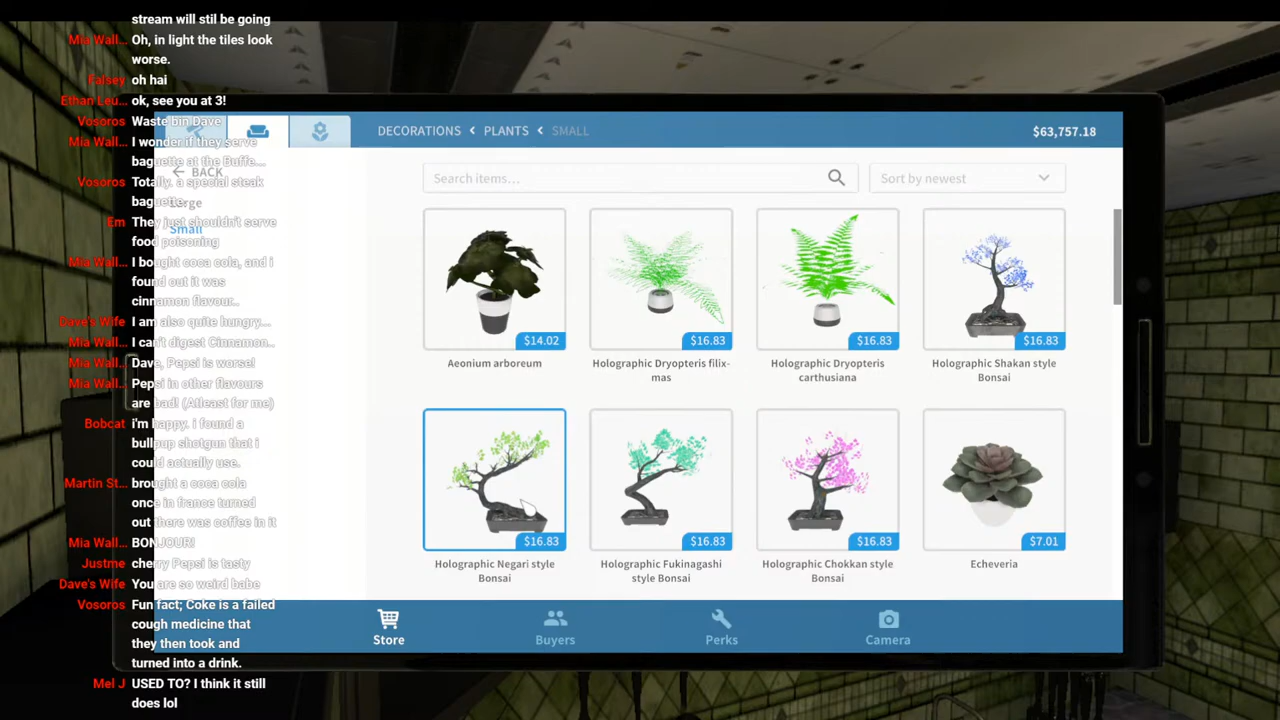 stream will stil be going
Mia Wall... Oh, in light the tiles look
worse.
Falsey oh hai
Ethan Leu... ok, see you at 3!
Vosoros Waste bin Dave
Mia Wall... I wonder if they serve
baguette at the Buffe...
Vosoros Totally. a special steak
baguette.
Em They just shouldn't serve
food poisoning
Mia Wall... I bought coca cola, and i
found out it was
cinnamon flavour..
Dave's Wife I am also quite hungry...
Mia Wall... I can't digest Cinnamon..
Mia Wall... Dave, Pepsi is worse!
Mia Wall... Pepsi in other flavours
are bad! (Atleast for me)
Bobcat i'm happy. i found a
bullpup shotgun that i
could actually use.
Martin St... brought a coca cola
once in france turned
out there was coffee in it
Mia Wall... BONJOUR!
Justme cherry Pepsi is tasty
Dave's Wife You are so weird babe
Vosoros Fun fact; Coke is a failed
cough medicine that
they then took and
turned into a drink.
Mel J USED TO? I think it still
does lol
BACK
Large
Small
DECORATIONS < PLANTS < SMALL
$63,757.18
Search items...
Sort by newest
$14.02
$16.83
$16.83
$16.83
Aeonium arboreum
Holographic Dryopteris filix-
mas
Holographic Dryopteris
carthusiana
Holographic Shakan style
Bonsai
$16.83
$16.83
$16.83
$7.01
Holographic Negari style
Bonsai
Holographic Fukinagashi
style Bonsai
Holographic Chokkan style
Bonsai
Echeveria
Store
Buyers
Perks
Camera